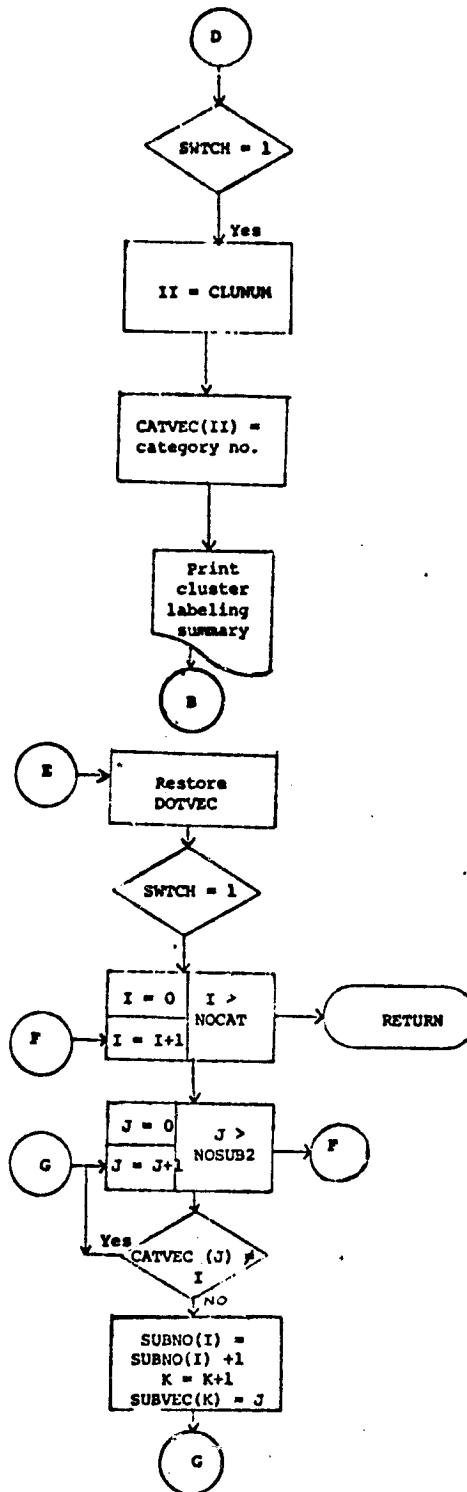 D
SWTCH = 1
Yes
II = CLUNUM
CATVEC(II) =
category no.
Print
cluster
labeling
summary
B
E
Restore
DOTVEC
SWTCH = 1
I = 0
I >
NOCAT
RETURN
F
I = I+1
J = 0
J >
NOSUB2
F
G
J = J+1
Yes
CATVEC (J) ≠
I
NO
SUBNO(I) =
SUBNO(I) +1
K = K+1
SUBVEC(K) = J
G